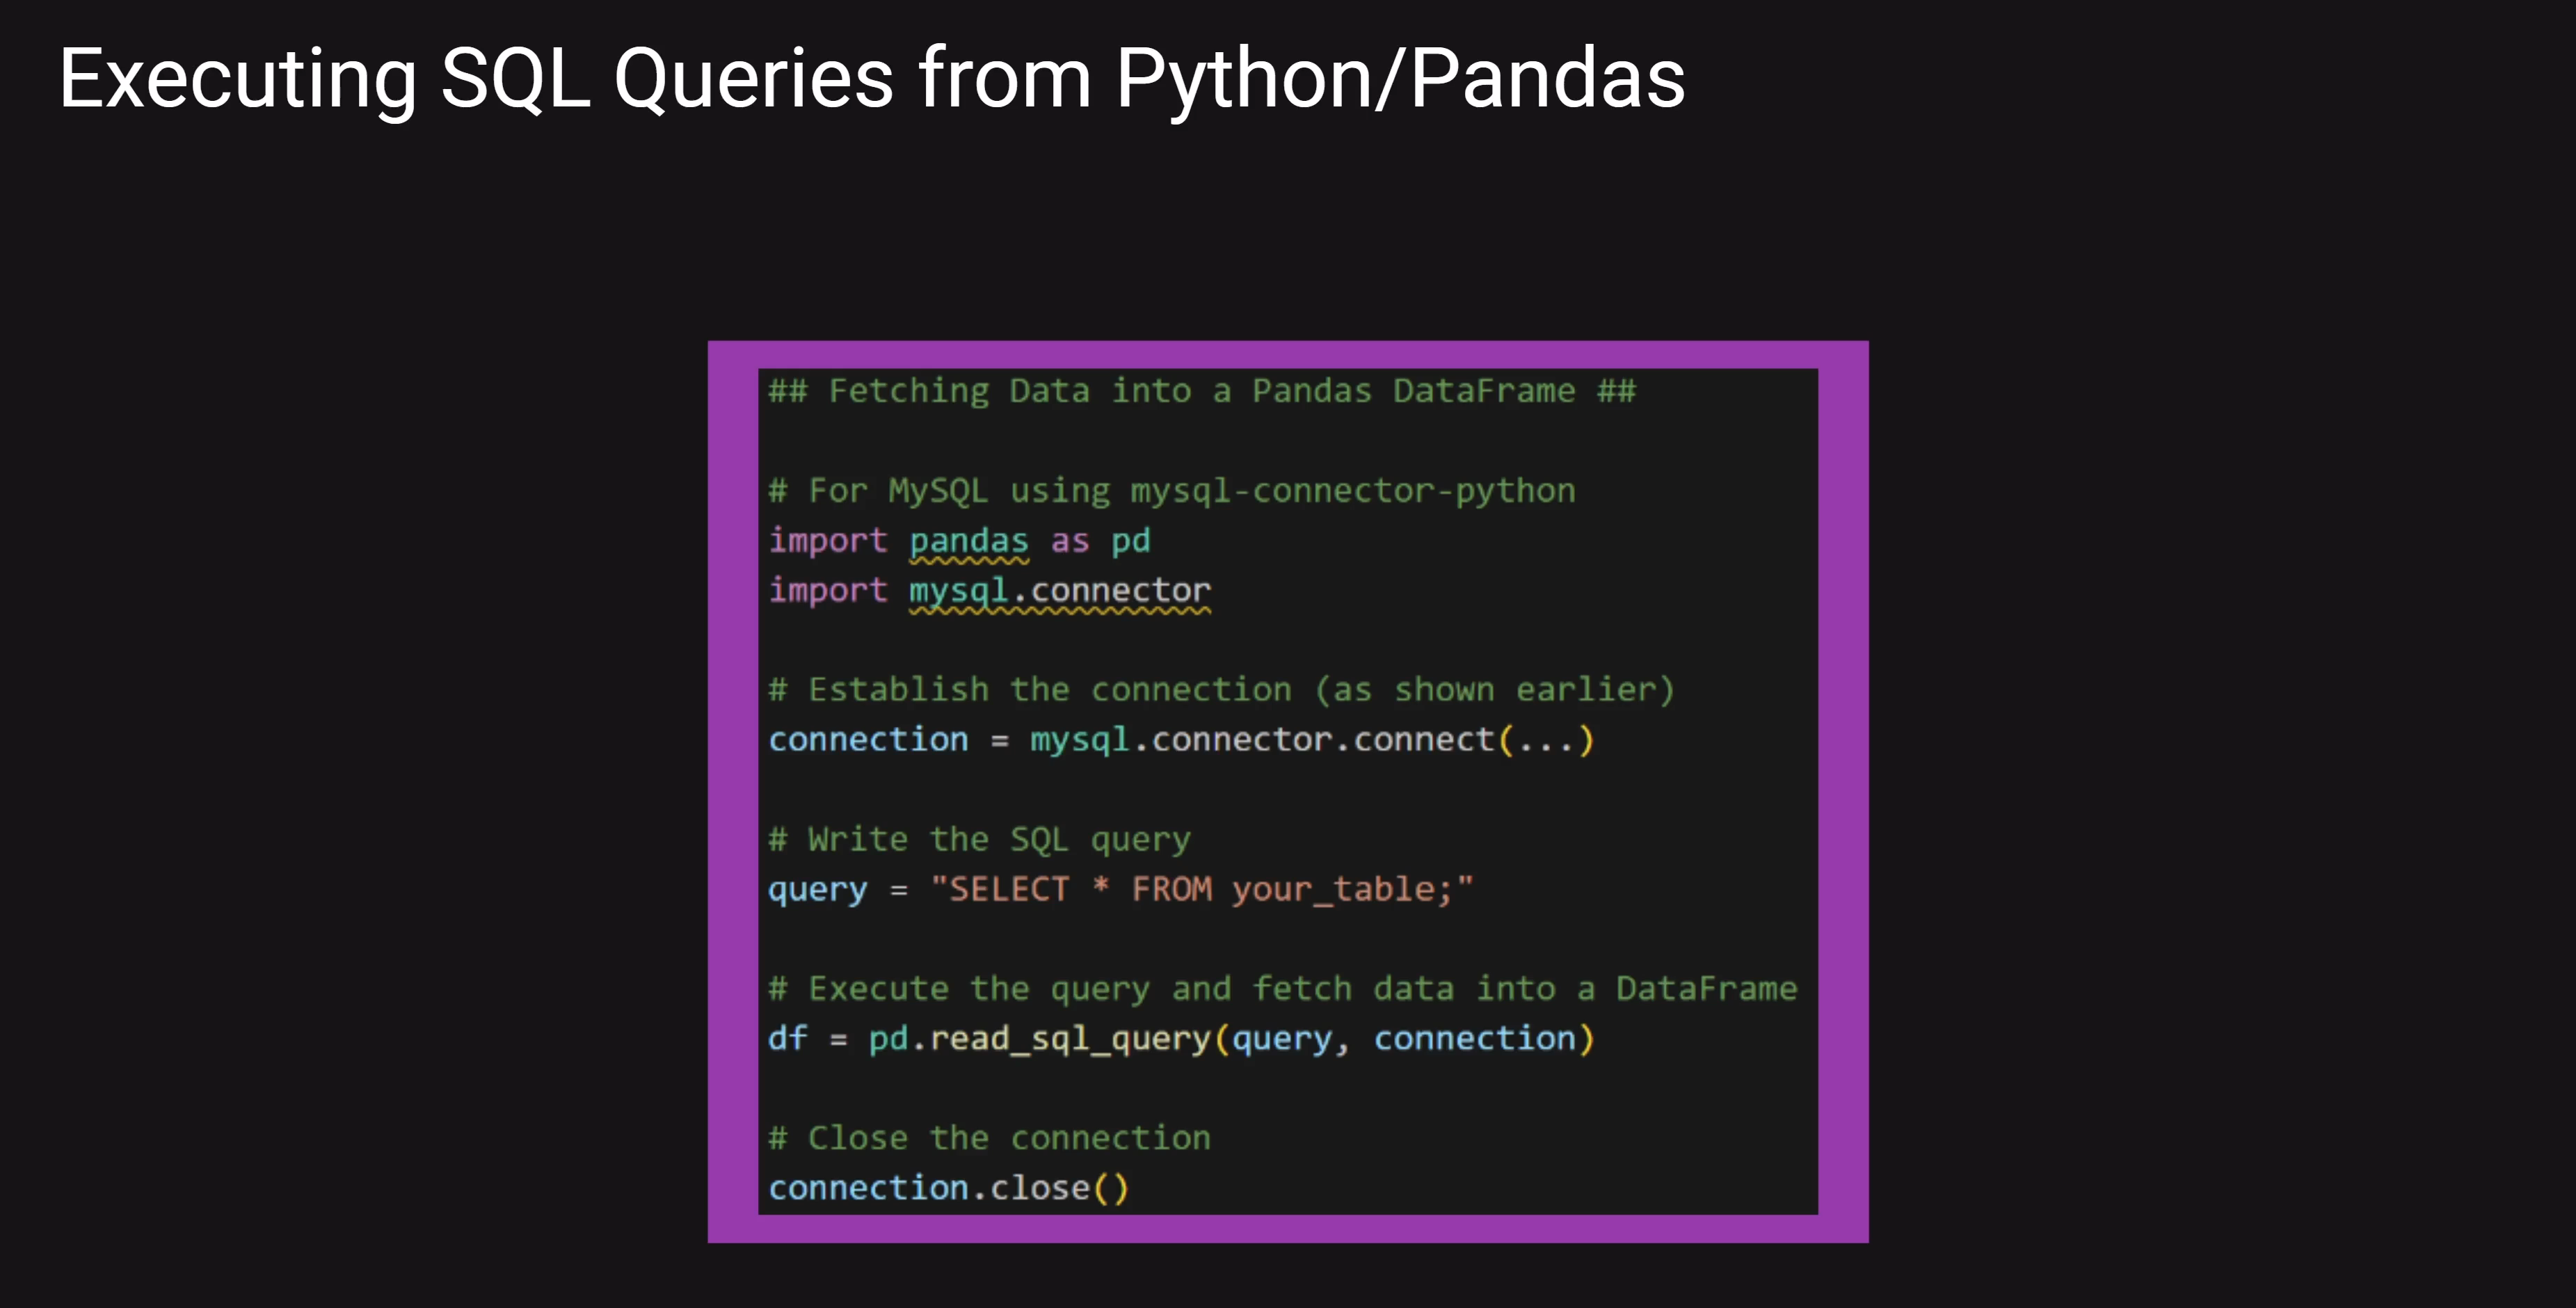 Executing SQL Queries from Python/Pandas
## Fetching Data into a Pandas DataFrame ##
# For MySQL using mysql-connector-python
import pandas as pd
import mysql.connector
# Establish the connection (as shown earlier)
connection = mysql.connector.connect(...)
# Write the SQL query
query = "SELECT * FROM your_table;"
# Execute the query and fetch data into a DataFrame
df = pd.read_sql_query(query, connection)
# Close the connection
connection.close()